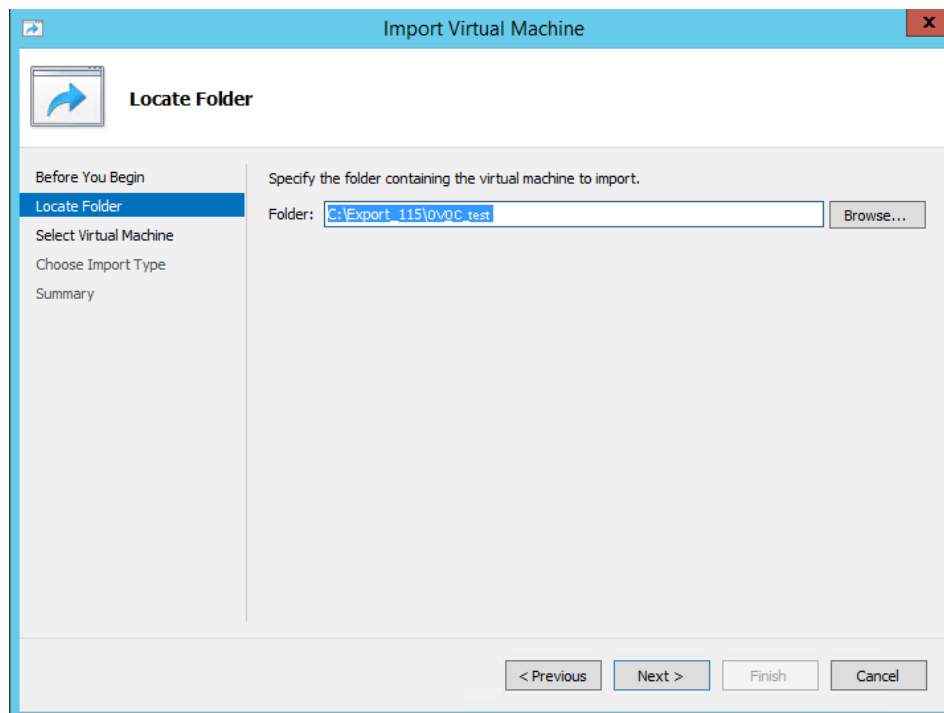 Import Virtual Machine
x
Locate Folder
Before You Begin
Locate Folder
Select Virtual Machine
Choose Import Type
Summary
Specify the folder containing the virtual machine to import.
Folder: C:\Export_115\OVOC_test Browse...
< Previous Next > Finish Cancel